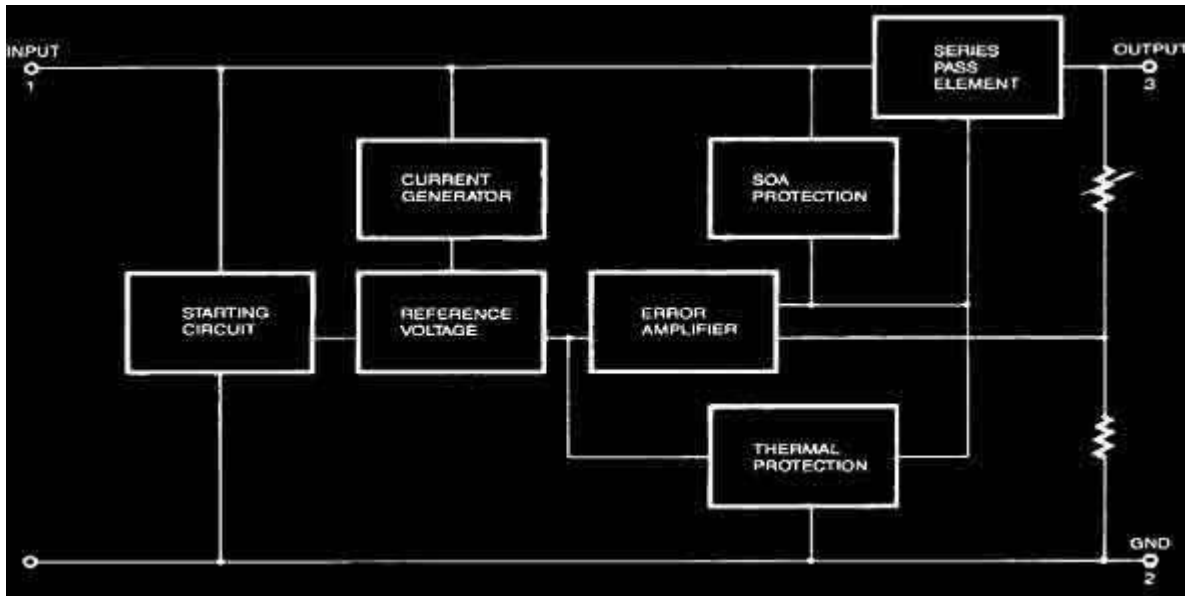 INPUT
1
SERIES
PASS
ELEMENT
OUTPUT
3
CURRENT
GENERATOR
SOA
PROTECTION
STARTING
CIRCUIT
REFERENCE
VOLTAGE
ERROR
AMPLIFIER
THERMAL
PROTECTION
GND
2